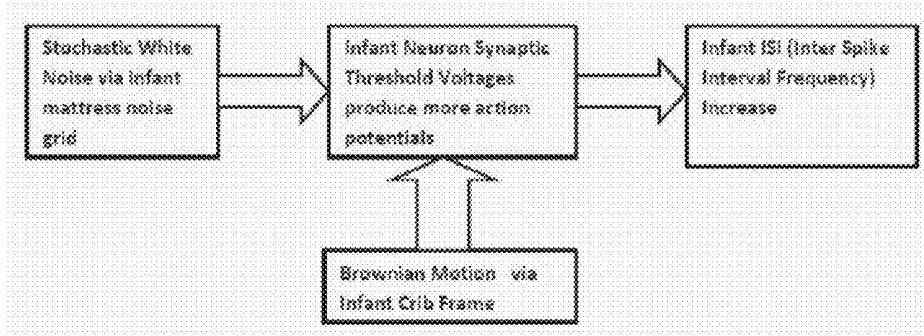 Stochastic White
Noise via infant
mattress noise
grid
Infant Neuron Synaptic
Threshold Voltages
produce more action
potentials
Infant ISI (Inter Spike
Interval Frequency)
Increase
Brownian Motion via
Infant Crib Frame